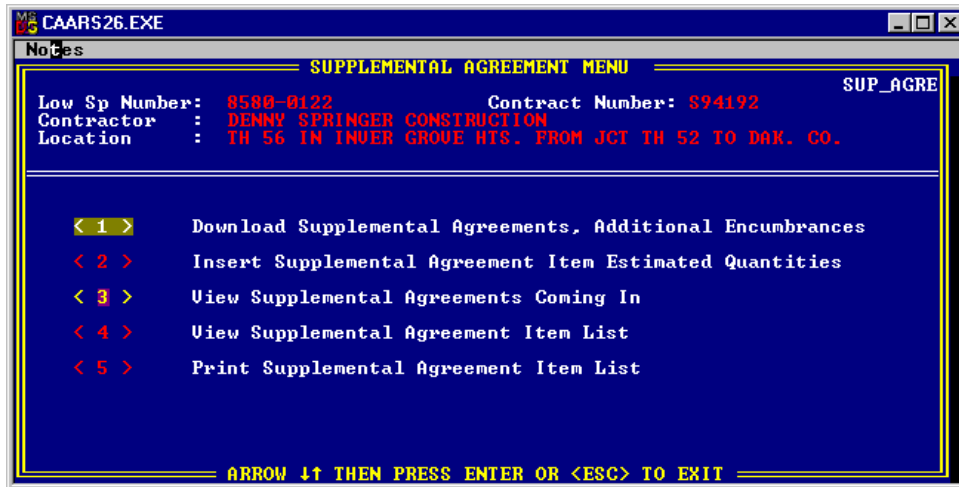 MS DOS CAARS26.EXE
Notes
SUPPLEMENTAL AGREEMENT MENU
SUP_AGRE
Low Sp Number: 8580-0122 Contract Number: S94192
Contractor : DENNY SPRINGER CONSTRUCTION
Location : TH 56 IN INVER GROVE HTS. FROM JCT TH 52 TO DAK. CO.
< 1 > Download Supplemental Agreements, Additional Encumbrances
< 2 > Insert Supplemental Agreement Item Estimated Quantities
< 3 > View Supplemental Agreements Coming In
< 4 > View Supplemental Agreement Item List
< 5 > Print Supplemental Agreement Item List
ARROW ↓↑ THEN PRESS ENTER OR <ESC> TO EXIT